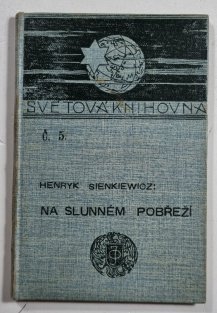 SVĚTOVÁ KNIHOVNA
Č. 5.
HENRYK SIENKIEWICZ:
NA SLUNNÉM POBŘEŽÍ